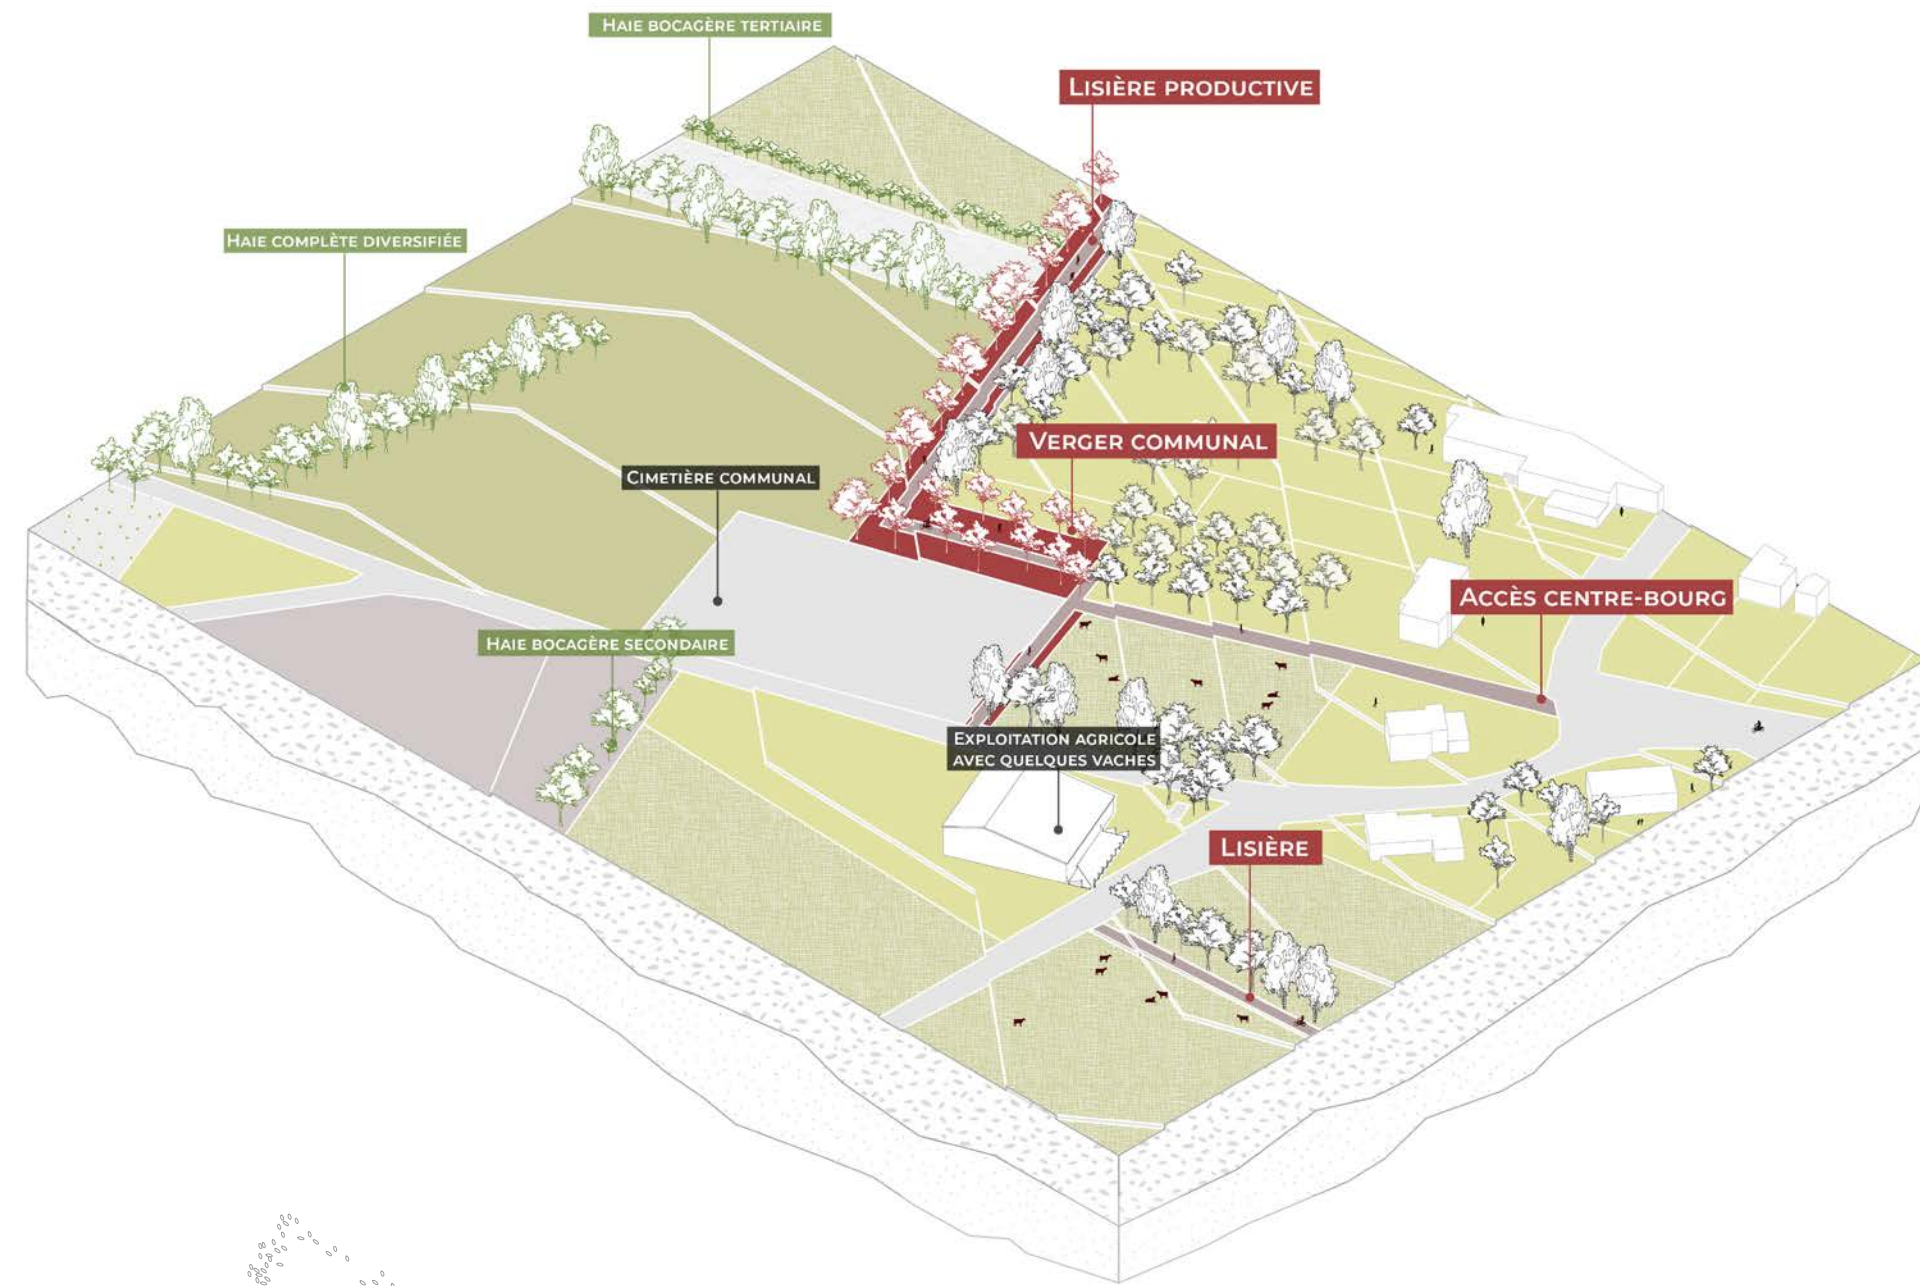 HAIE BOCAGÈRE TERTIAIRE
LISIÈRE PRODUCTIVE
HAIE COMPLÈTE DIVERSIFIÉE
VERGER COMMUNAL
CIMETIÈRE COMMUNAL
ACCÈS CENTRE-BOURG
HAIE BOCAGÈRE SECONDAIRE
EXPLOITATION AGRICOLE
AVEC QUELQUES VACHES
LISIÈRE